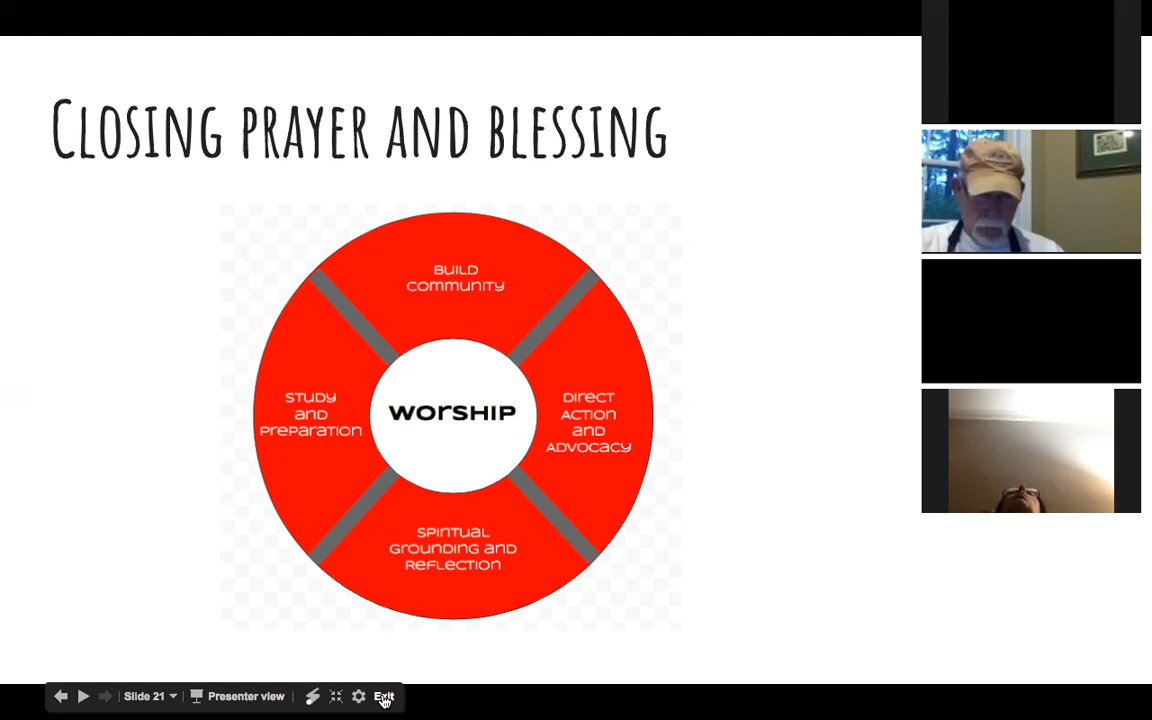 Closing prayer and blessing
BUILD
COMMUNITY
STUDY
and
Preparation
worship
Direct
Action
and
Advocacy
Spiritual
Grounding and
Reflection
Slide 21
Presenter view
Exit